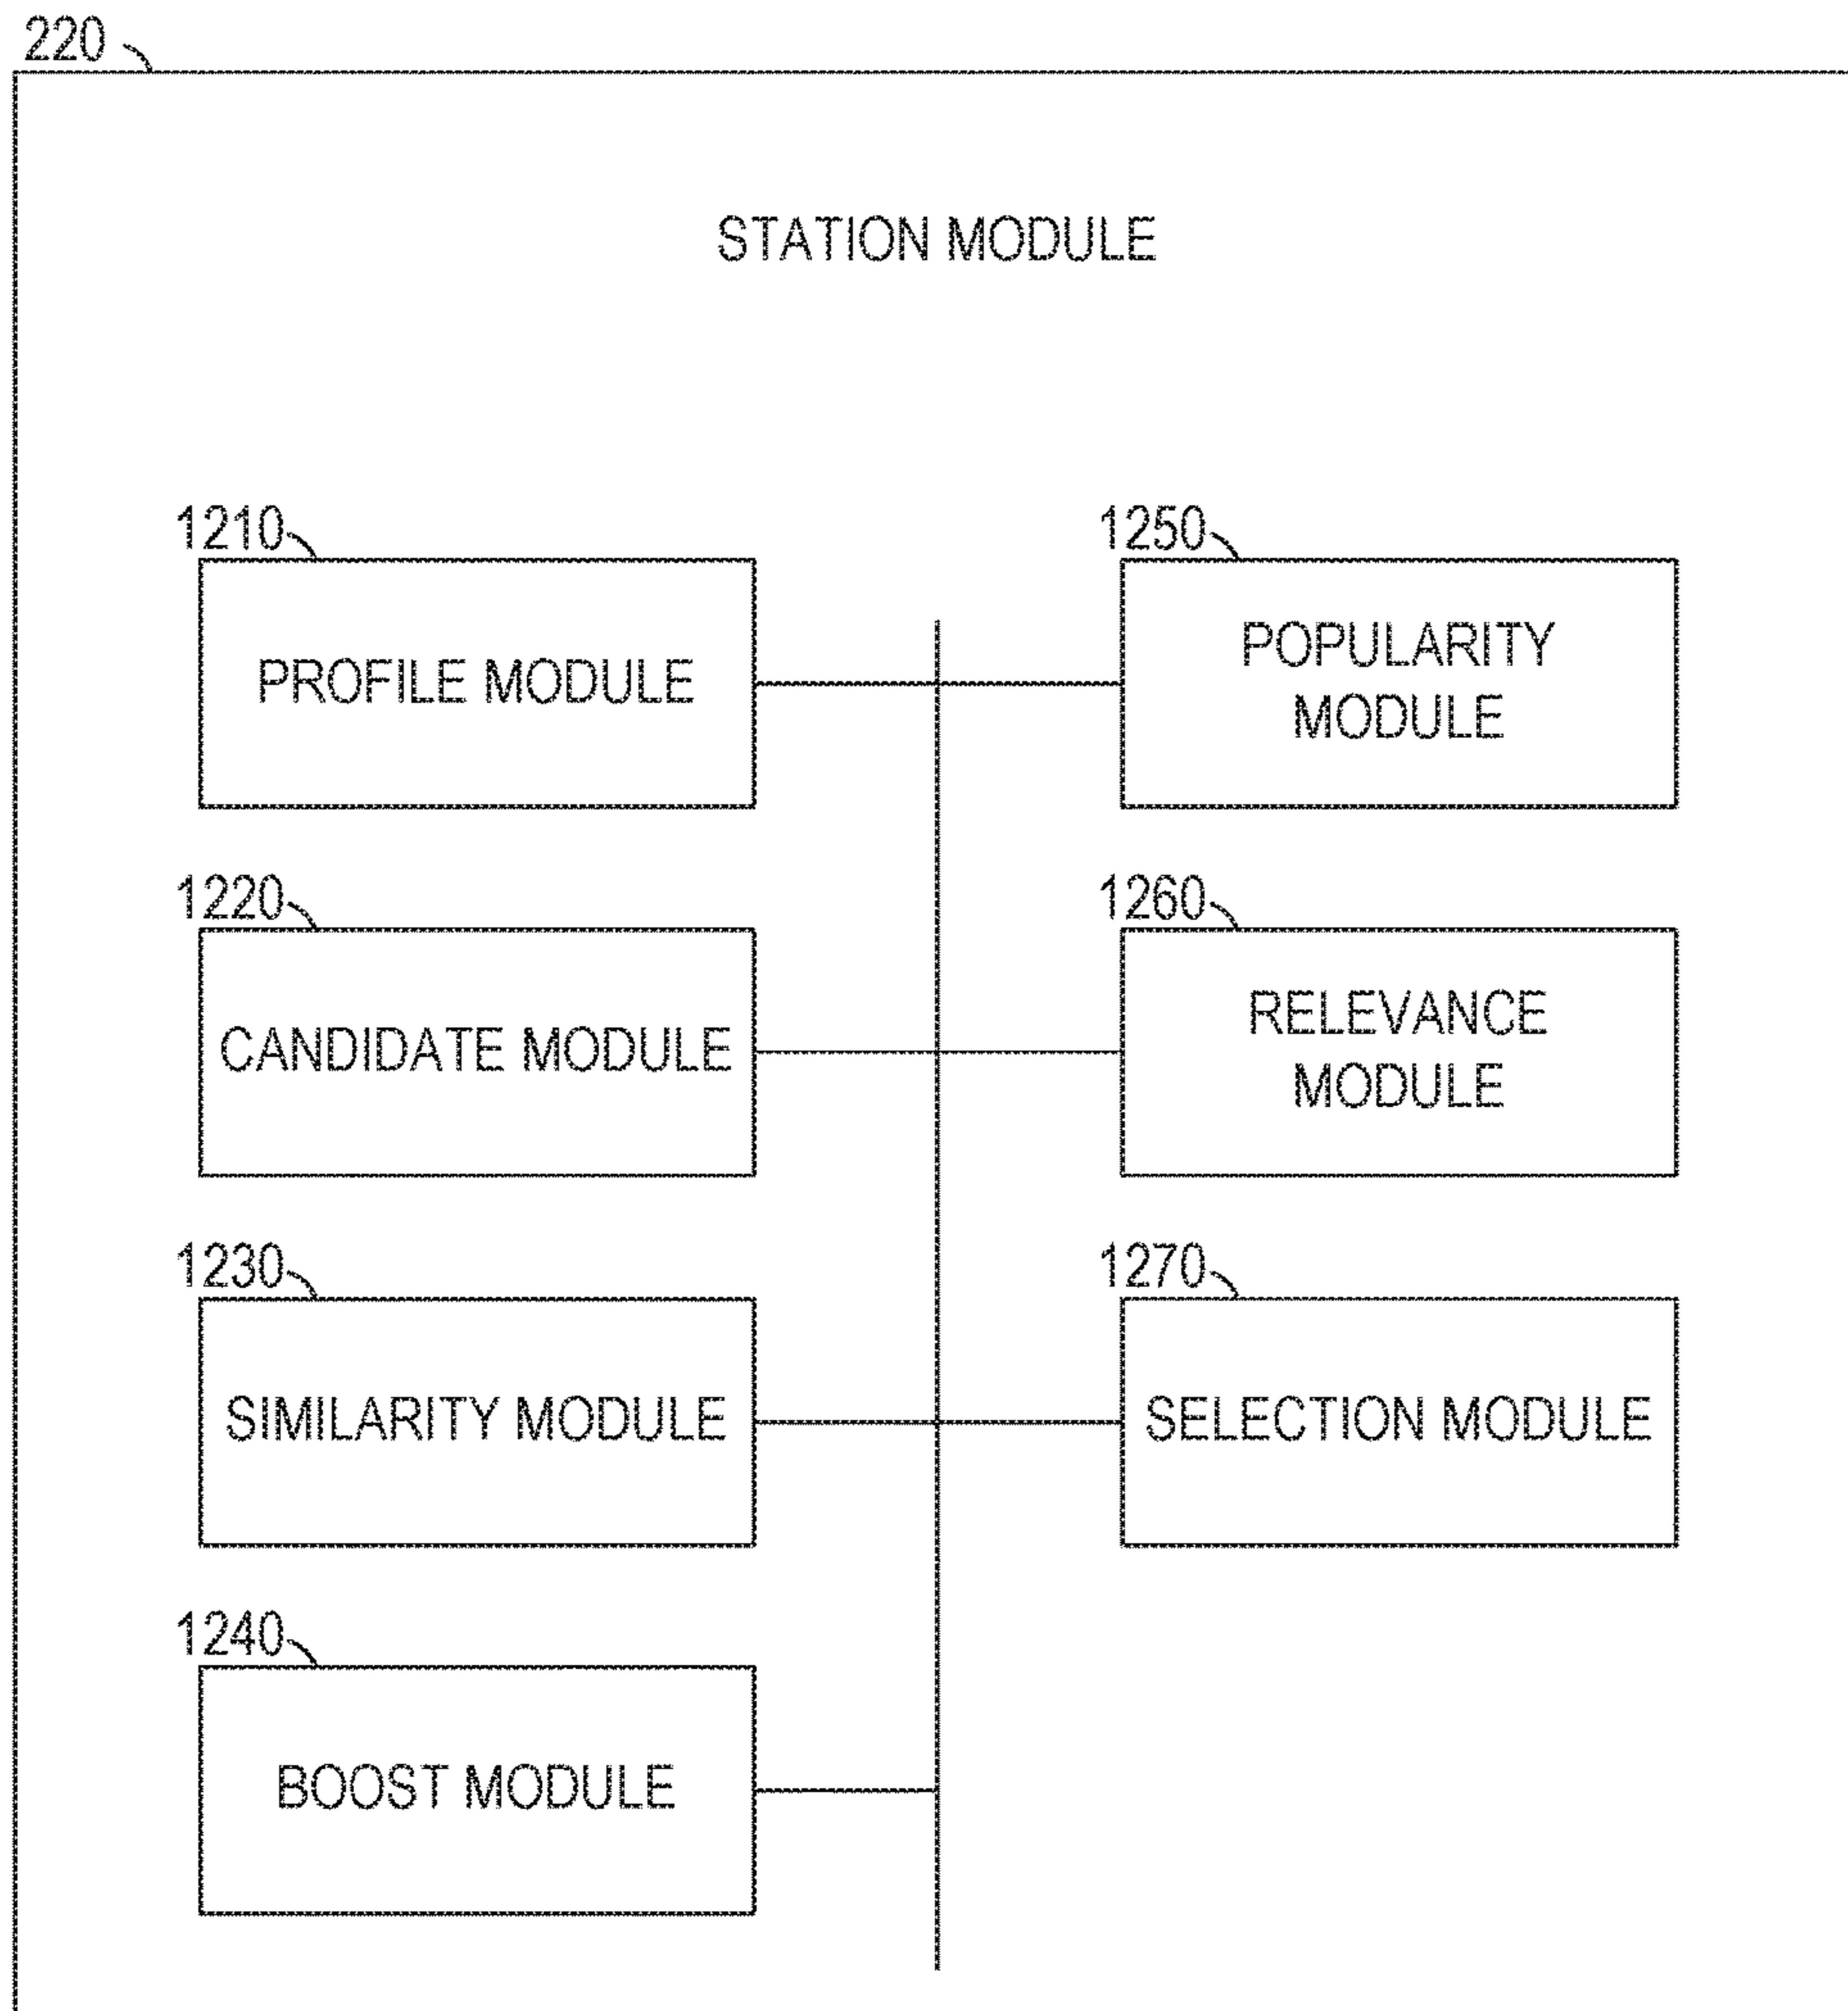 220
STATION MODULE
1210
PROFILE MODULE
1250
POPULARITY
MODULE
1220
CANDIDATE MODULE
1260
RELEVANCE
MODULE
1230
SIMILARITY MODULE
1270
SELECTION MODULE
1240
BOOST MODULE